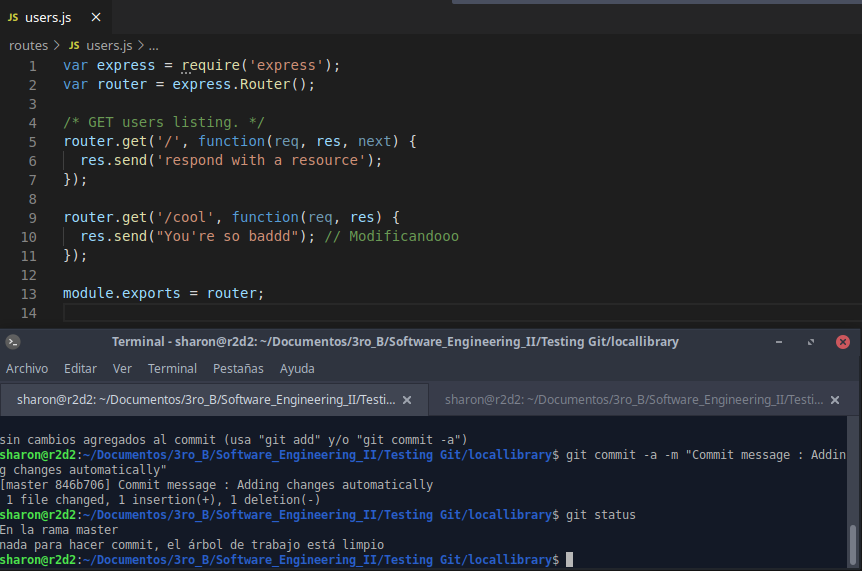 JS users.js ×
routes > JS users.js > ...
1 var express = require('express');
2 var router = express.Router();
3
4 /* GET users listing. */
5 router.get('/', function(req, res, next) {
6 res.send('respond with a resource');
7 });
8
9 router.get('/cool', function(req, res) {
10 res.send("You're so baddd"); // Modificandooo
11 });
12
13 module.exports = router;
14
Terminal - sharon@r2d2: ~/Documentos/3ro_B/Software_Engineering_II/Testing Git/locallibrary
Archivo Editar Ver Terminal Pestañas Ayuda
sharon@r2d2: ~/Documentos/3ro_B/Software_Engineering_II/Testi... × sharon@r2d2: ~/Documentos/3ro_B/Software_Engineering_II/Testi... ×
sin cambios agregados al commit (usa "git add" y/o "git commit -a")
sharon@r2d2:~/Documentos/3ro_B/Software_Engineering_II/Testing Git/locallibrary$ git commit -a -m "Commit message : Addin
g changes automatically"
[master 846b706] Commit message : Adding changes automatically
1 file changed, 1 insertion(+), 1 deletion(-)
sharon@r2d2:~/Documentos/3ro_B/Software_Engineering_II/Testing Git/locallibrary$ git status
En la rama master
nada para hacer commit, el árbol de trabajo está limpio
sharon@r2d2:~/Documentos/3ro_B/Software_Engineering_II/Testing Git/locallibrary$